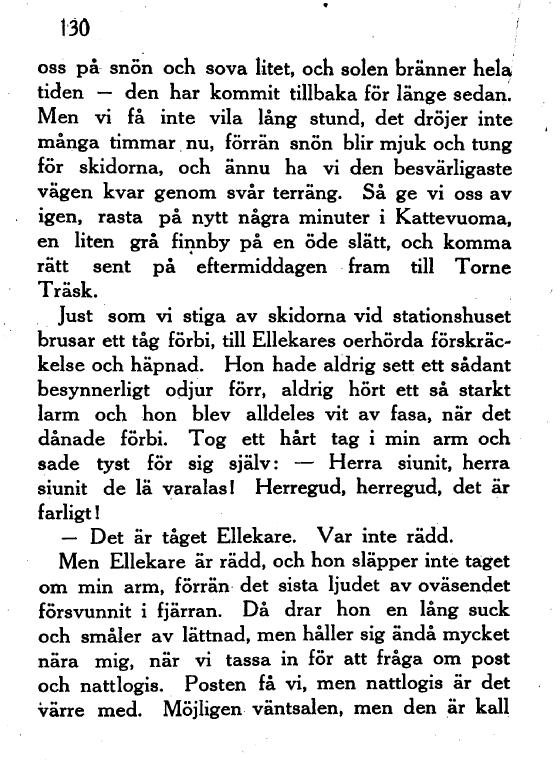 130
oss på snön och sova litet, och solen bränner hela
tiden — den har kommit tillbaka för länge sedan.
Men vi få inte vila lång stund, det dröjer inte
många timmar nu, förrän snön blir mjuk och tung
för skidorna, och ännu ha vi den besvärligaste
vägen kvar genom svår terräng. Så ge vi oss av
igen, rasta på nytt några minuter i Kattevuoma,
en liten grå finnby på en öde slätt, och komma
rätt sent på eftermiddagen fram till Torne
Träsk.
Just som vi stiga av skidorna vid stationshuset
brusar ett tåg förbi, till Ellekares oerhörda förskräc-
kelse och häpnad. Hon hade aldrig sett ett sådant
besynnerligt odjur förr, aldrig hört ett så starkt
larm och hon blev alldeles vit av fasa, när det
dånade förbi. Tog ett hårt tag i min arm och
sade tyst för sig själv: — Herra siunit, herra
siunit de lä varalas! Herregud, herregud, det är
farligt!
— Det är tåget Ellekare. Var inte rädd.
Men Ellekare är rädd, och hon släpper inte taget
om min arm, förrän det sista ljudet av oväsendet
försvunnit i fjärran. Då drar hon en lång suck
och småler av lättnad, men håller sig ändå mycket
nära mig, när vi tassa in för att fråga om post
och nattlogis. Posten få vi, men nattlogis är det
värre med. Möjligen väntsalen, men den är kall